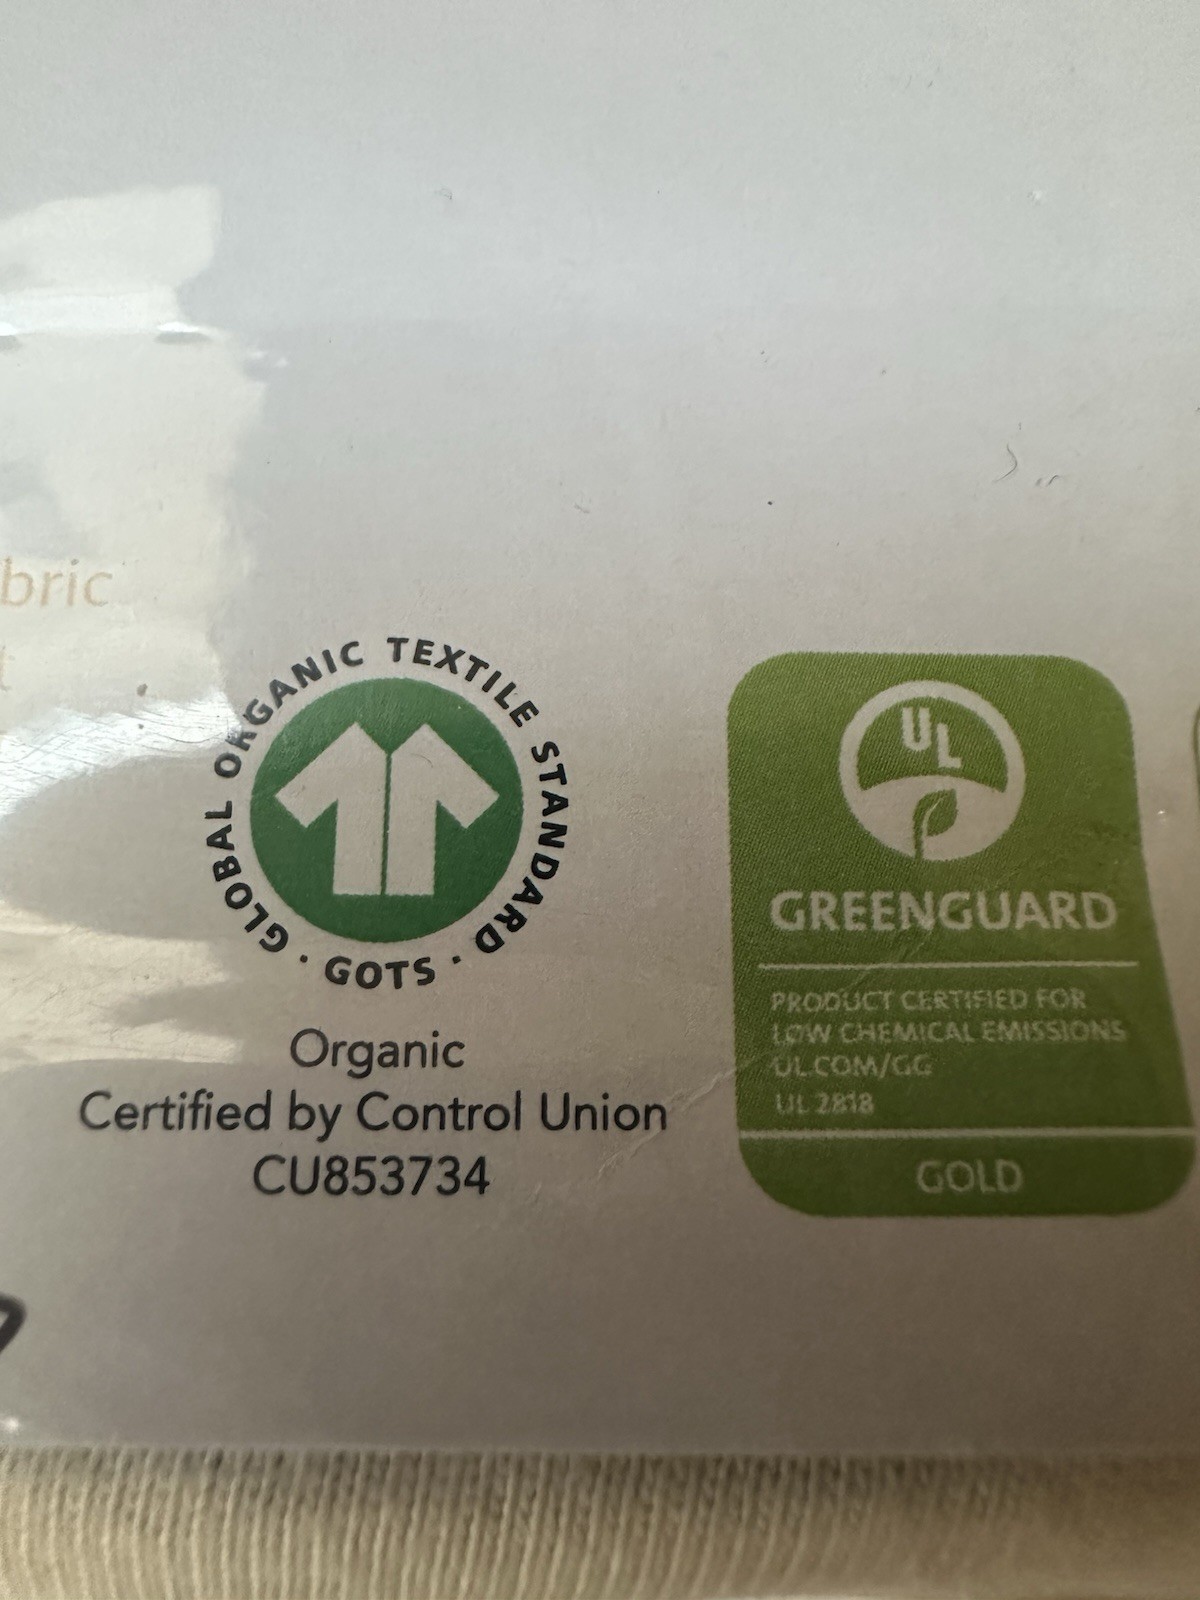 bric
t
GLOBAL ORGANIC TEXTILE STANDARD · GOTS ·
Organic
Certified by Control Union
CU853734
UL
GREENGUARD
PRODUCT CERTIFIED FOR
LOW CHEMICAL EMISSIONS
UL.COM/GG
UL 2818
GOLD